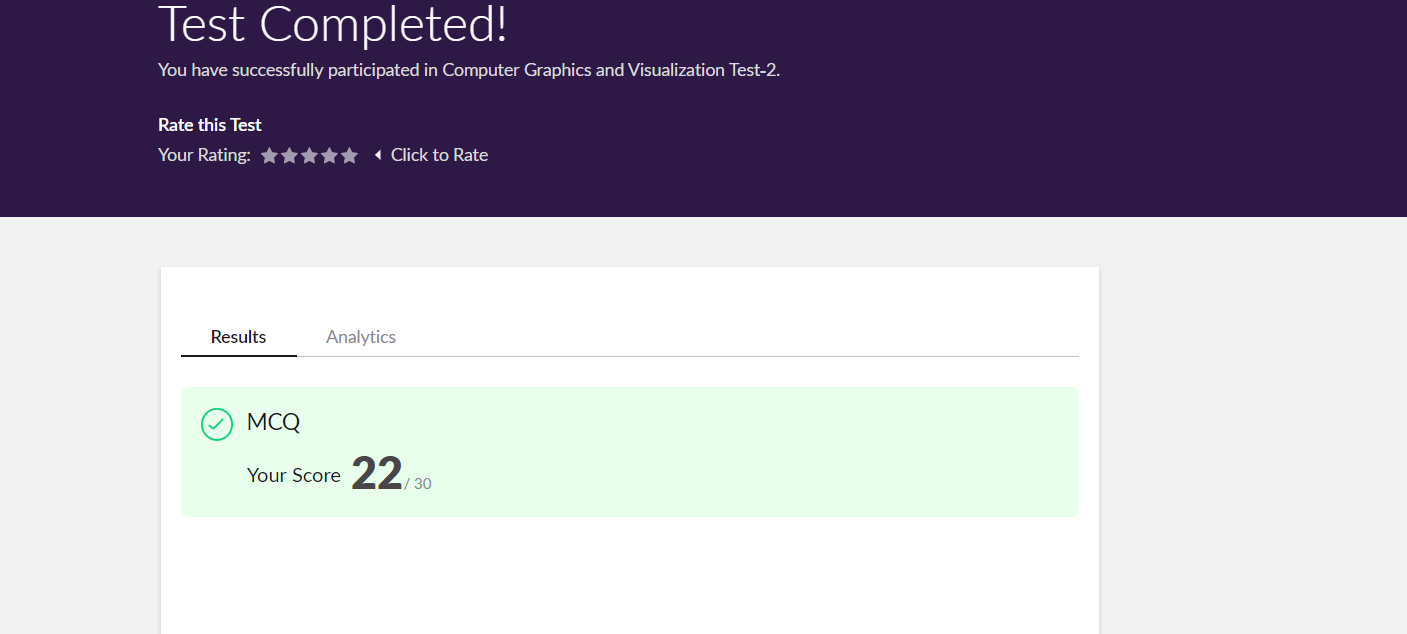 Test Completed!
You have successfully participated in Computer Graphics and Visualization Test-2.
Rate this Test
Your Rating: Click to Rate
Results Analytics
MCQ
Your Score 22 / 30